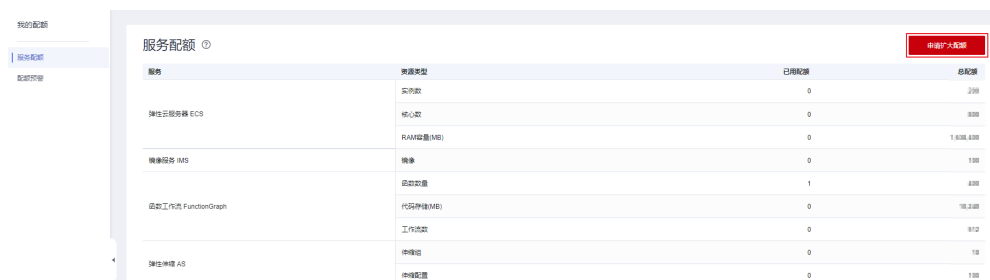 我的配额
服务配额
配额预警
服务配额 ?
申请扩大配额
服务 资源类型 已用配额 总配额
弹性云服务器 ECS
实例数 0
核心数 0
RAM容量(MB) 0
镜像服务 IMS 镜像 0
函数工作流 FunctionGraph
函数数量 1
代码存储(MB) 0
工作流数 0
弹性伸缩 AS
伸缩组 0
伸缩配置 0